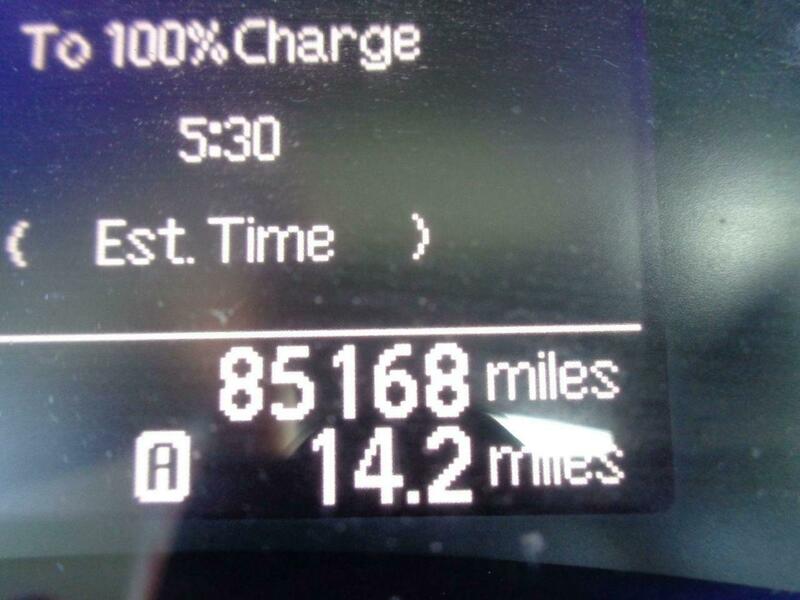 To 100% Charge
5:30
( Est. Time )
85168 miles
A 14.2 miles